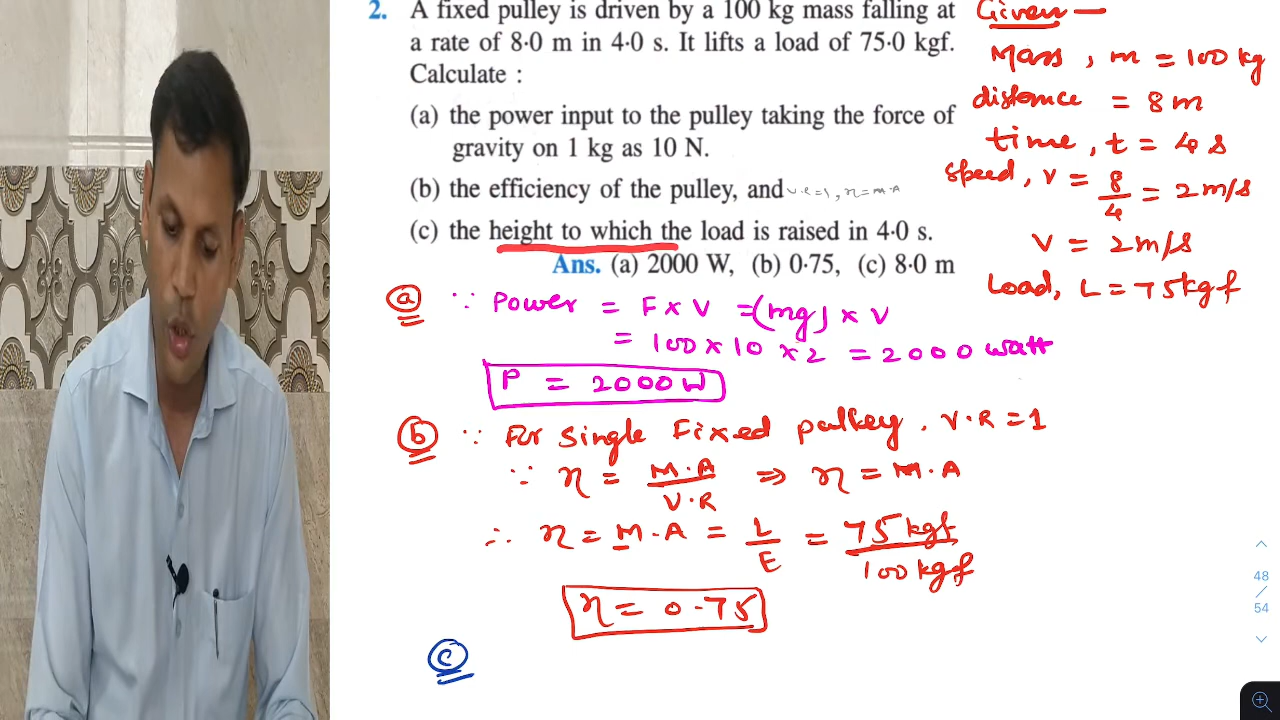 2. A fixed pulley is driven by a 100 kg mass falling at
a rate of 8·0 m in 4·0 s. It lifts a load of 75·0 kgf.
Calculate :
(a) the power input to the pulley taking the force of
gravity on 1 kg as 10 N.
(b) the efficiency of the pulley, and V.R=1, η=M.A
(c) the height to which the load is raised in 4·0 s.
Ans. (a) 2000 W, (b) 0·75, (c) 8·0 m
Given —
Mass, m = 100 kg
distance = 8 m
time, t = 4 s
speed, v = 8/4 = 2 m/s
v = 2 m/s
Load, L = 75 kgf
(a) ∵ Power = F × V = (mg) × V
= 100 × 10 × 2 = 2000 watt
P = 2000 W
(b) ∵ For Single Fixed pulley. V.R = 1
∵ η = M.A/V.R ⇒ η = M.A
∴ η = M.A = L/E = 75 kgf/100 kgf
η = 0.75
(c)
48
/
54